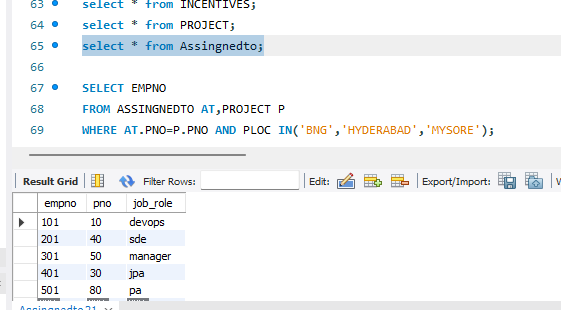 63 select * from INCENTIVES;
64 select * from PROJECT;
65 select * from Assingnedto;
66
67 SELECT EMPNO
68 FROM ASSINGNEDTO AT,PROJECT P
69 WHERE AT.PNO=P.PNO AND PLOC IN('BNG','HYDERABAD','MYSORE');
Result Grid Filter Rows: Edit: Export/Import:
empno pno job_role
101 10 devops
201 40 sde
301 50 manager
401 30 jpa
501 80 pa
Assingnedto21